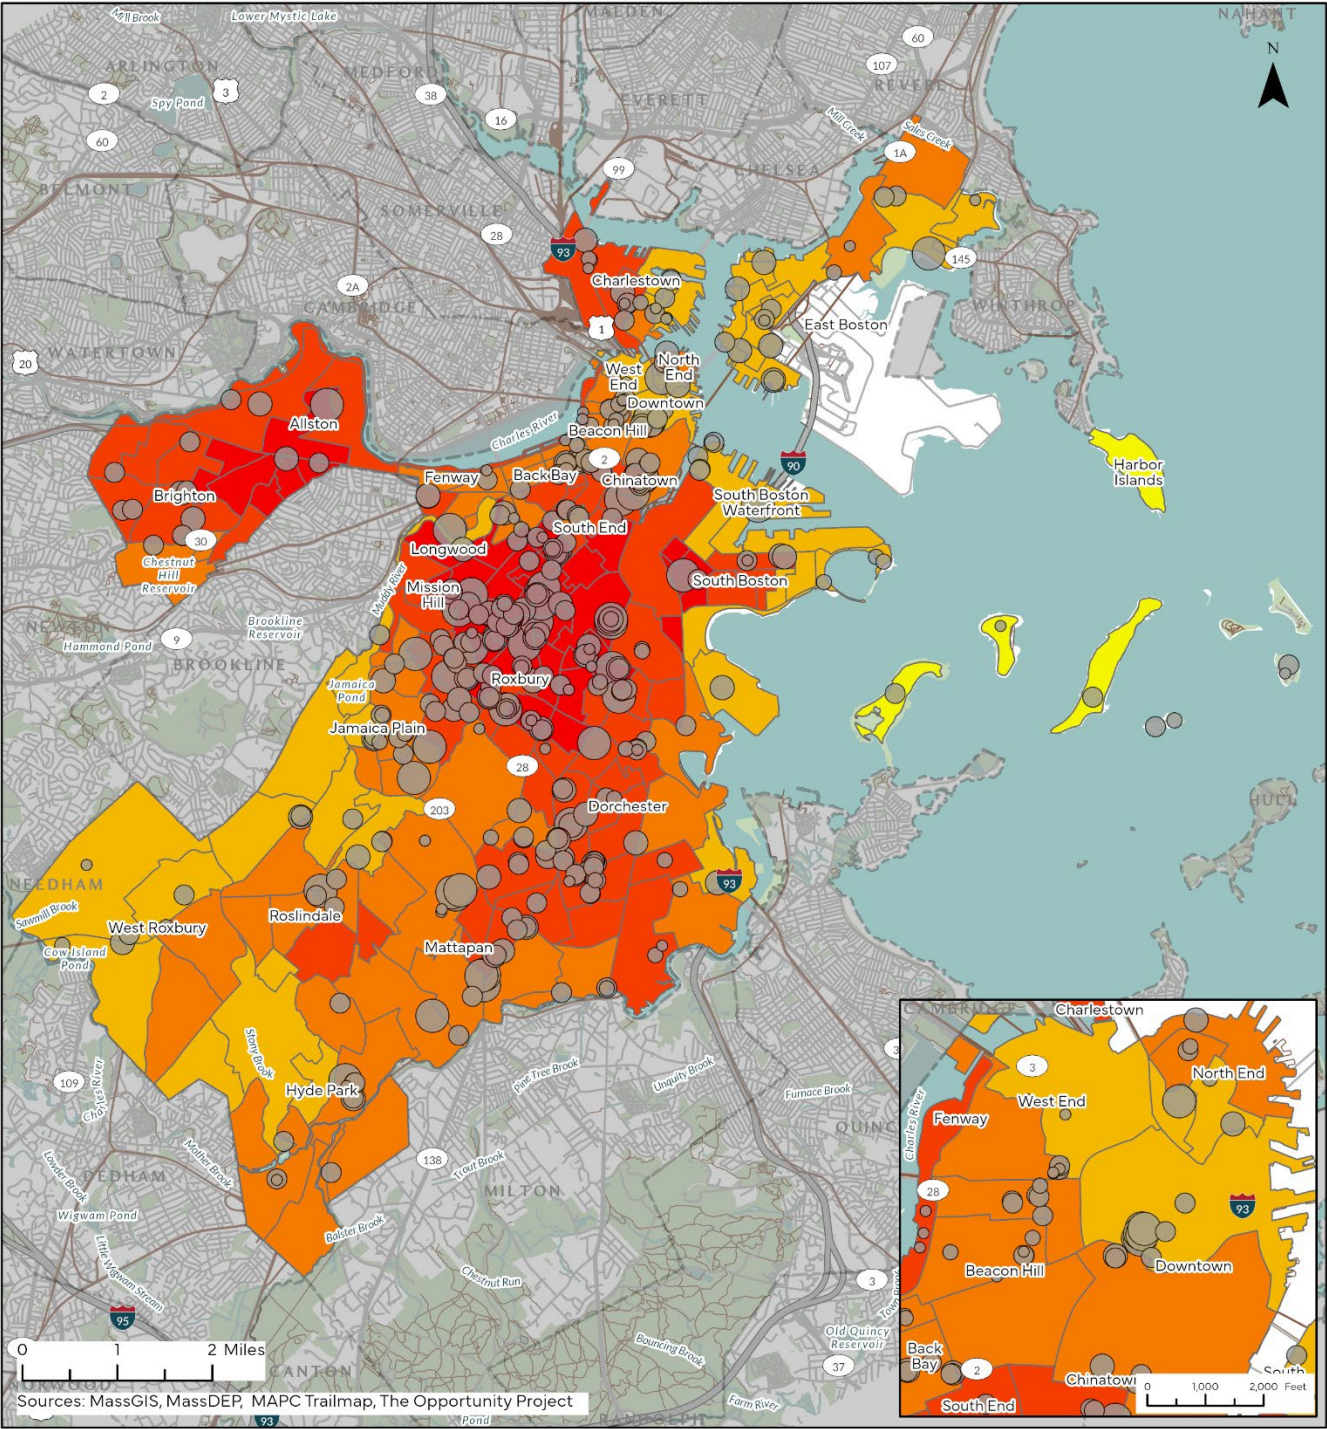 Mill Brook
Lower Mystic Lake
MALDEN
NAHANT
60
107
ARLINGTON
MEDFORD
REVERE
N
2
3
Spy Pond
38
EVERETT
16
Mill Creek
Sales Creek
60
1A
99
CHELSEA
BELMONT
SOMERVILLE
28
93
145
Charlestown
2A
CAMBRIDGE
WINTHROP
1
East Boston
WATERTOWN
20
North
End
West
End
Downtown
Allston
Charles River
Beacon Hill
2
90
Harbor
Islands
Fenway
Back Bay
Chinatown
Brighton
South Boston
Waterfront
South End
30
Longwood
Chestnut
Hill
Reservoir
Muddy River
Mission
Hill
South Boston
NEWTON
Brookline
Reservoir
9
Hammond Pond
BROOKLINE
Jamaica
Pond
Roxbury
Jamaica Plain
28
203
Dorchester
HULL
93
NEEDHAM
Sawmill Brook
West Roxbury
Roslindale
Mattapan
Cow Island
Pond
Stony Brook
109
Charles River
Hyde Park
Pine Tree Brook
Unquity Brook
Furnace Brook
3
QUINC
Mother Brook
Lowder Brook
DEDHAM
138
Trout Brook
MILTON
Wigwam Pond
Balster Brook
Little Wigwam Stream
Chestnut Run
3
Town Bro
95
Old Quincy
Reservoir
Bouncing Brook
37
0 1 2 Miles
CANTON
NORWOOD
Sources: MassGIS, MassDEP, MAPC Trailmap, The Opportunity Project
93
Pond
RANDOLPH
Farm River
CAMBRIDGE
Charlestown
3
North End
West End
Charles River
Fenway
28
93
Beacon Hill
Downtown
Back
Bay
2
Chinatown
South
South End
0 1,000 2,000 Feet